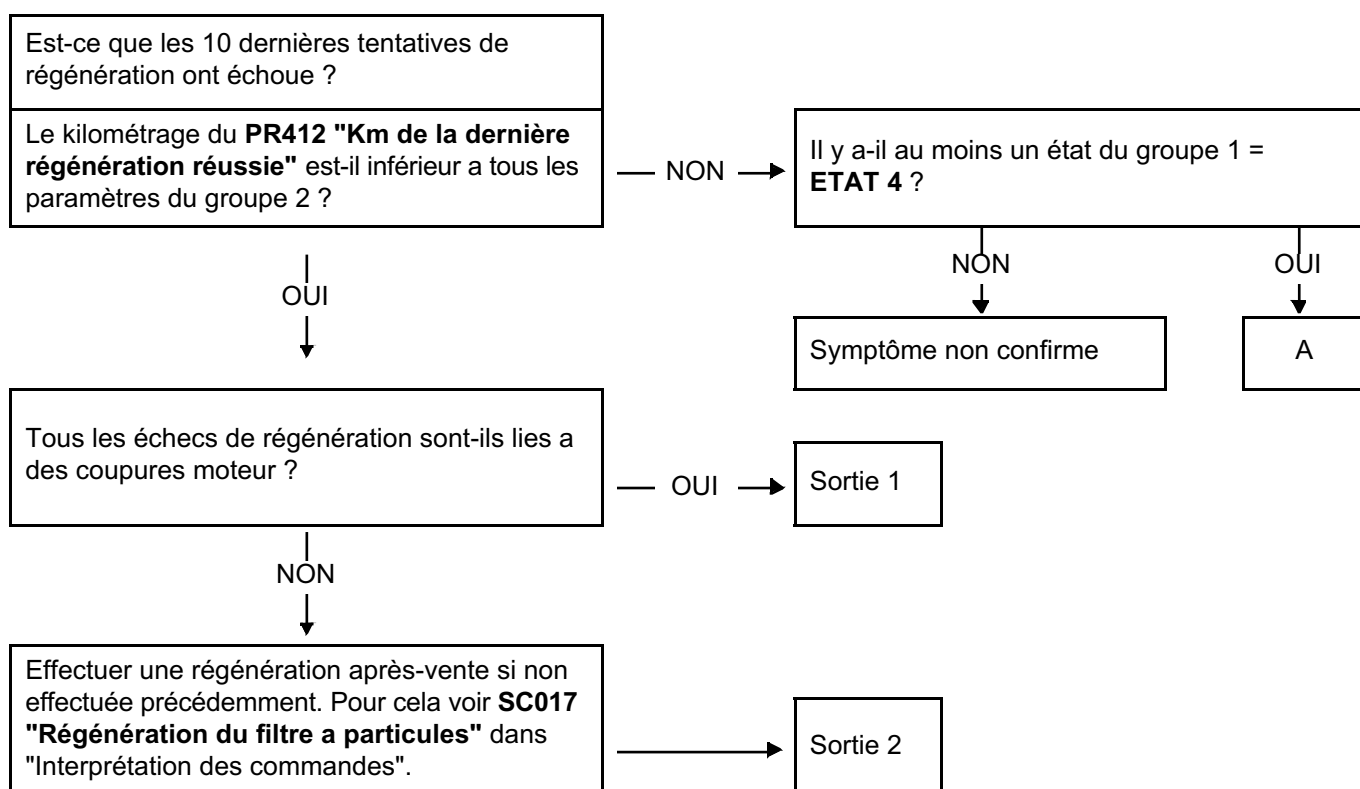 Est-ce que les 10 dernières tentatives de
régénération ont échoue ?
Le kilométrage du PR412 "Km de la dernière
régénération réussie" est-il inférieur a tous les
paramètres du groupe 2 ?
NON
Il y a-il au moins un état du groupe 1 =
ETAT 4 ?
OUI
NON
OUI
Symptôme non confirme
A
Tous les échecs de régénération sont-ils lies a
des coupures moteur ?
OUI
Sortie 1
NON
Effectuer une régénération après-vente si non
effectuée précédemment. Pour cela voir SC017
"Régénération du filtre a particules" dans
"Interprétation des commandes".
Sortie 2